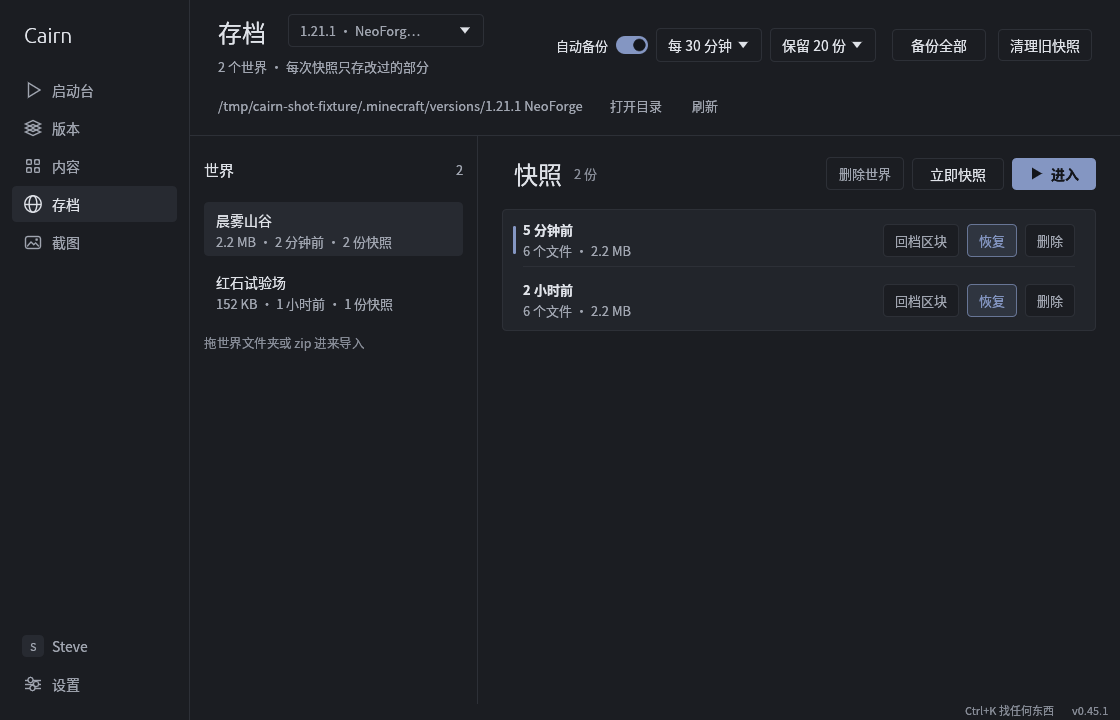 Cairn
启动台
版本
内容
存档
截图
S Steve
设置
存档
1.21.1 • NeoForg…
2 个世界 • 每次快照只存改过的部分
自动备份
每 30 分钟
保留 20 份
备份全部
清理旧快照
/tmp/cairn-shot-fixture/.minecraft/versions/1.21.1 NeoForge
打开目录
刷新
世界
2
晨雾山谷
2.2 MB • 2 分钟前 • 2 份快照
红石试验场
152 KB • 1 小时前 • 1 份快照
拖世界文件夹或 zip 进来导入
快照 2 份
删除世界
立即快照
进入
5 分钟前
6 个文件 • 2.2 MB
回档区块
恢复
删除
2 小时前
6 个文件 • 2.2 MB
回档区块
恢复
删除
Ctrl+K 找任何东西
v0.45.1